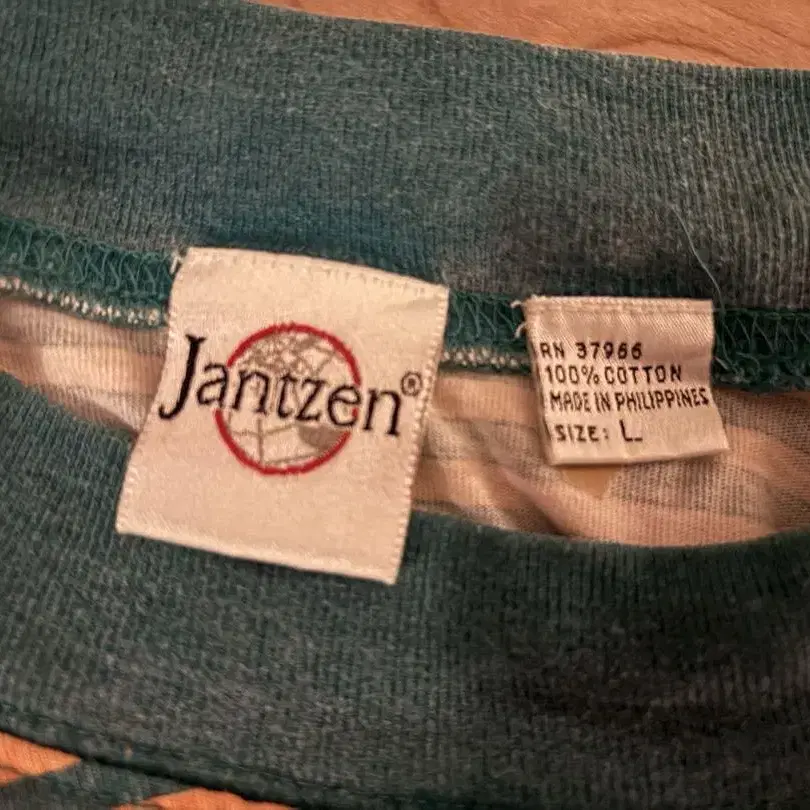 Jantzen®
RN 37966
100% COTTON
MADE IN PHILIPPINES
SIZE: L